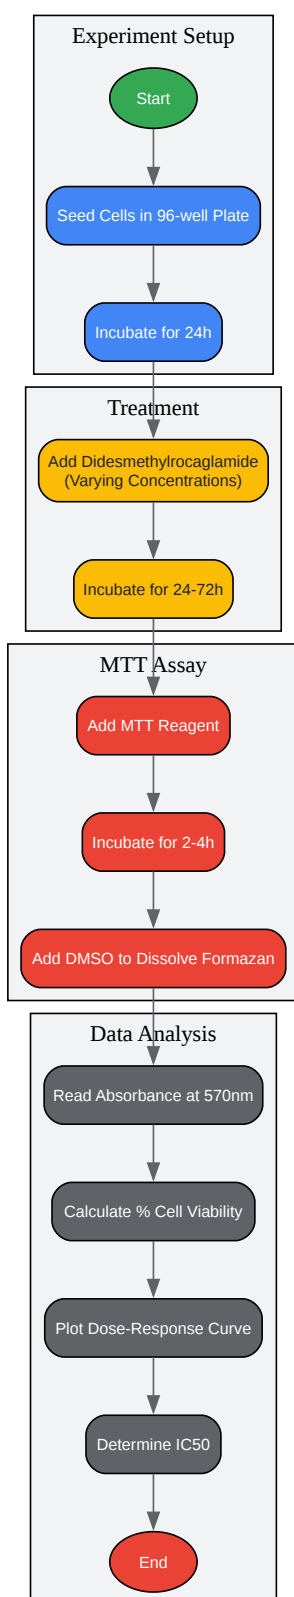 Experiment Setup
Start
Seed Cells in 96-well Plate
Incubate for 24h
Treatment
Add Didesmethylrocaglamide
(Varying Concentrations)
Incubate for 24-72h
MTT Assay
Add MTT Reagent
Incubate for 2-4h
Add DMSO to Dissolve Formazan
Data Analysis
Read Absorbance at 570nm
Calculate % Cell Viability
Plot Dose-Response Curve
Determine IC50
End